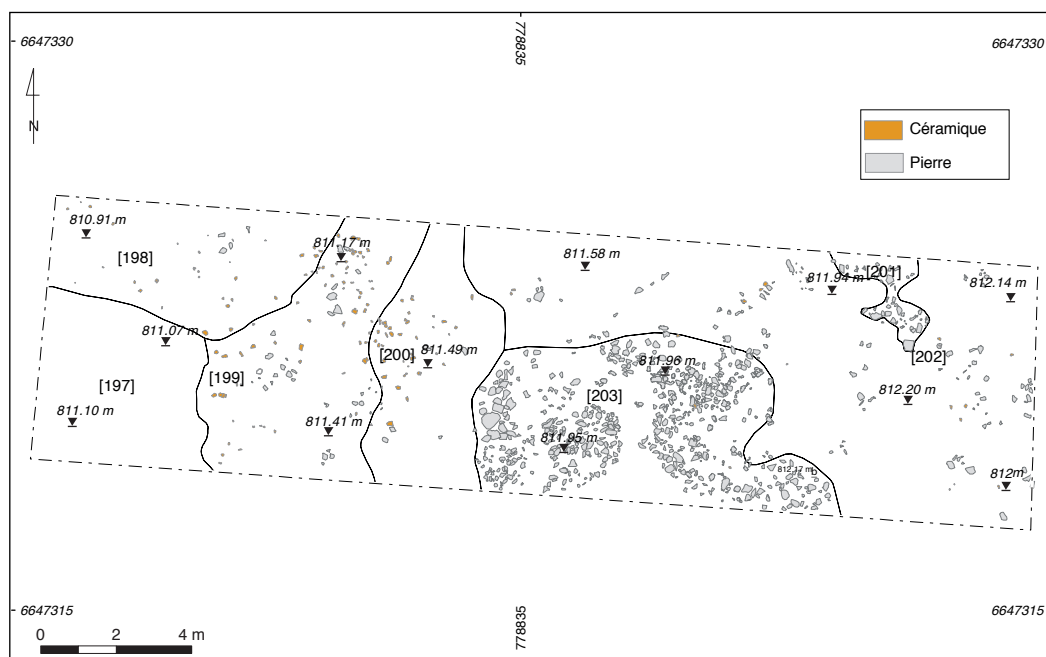 778835
6647330
6647330
N
Céramique
Pierre
810.91 m
811.17 m
[198]
811.58 m
[201]
811.94 m
812.14 m
811.07 m
[200]
811.49 m
[202]
811.96 m
[197]
[199]
[203]
812.20 m
811.10 m
811.41 m
811.95 m
812.17 m
812m
6647315
6647315
778835
0 2 4 m